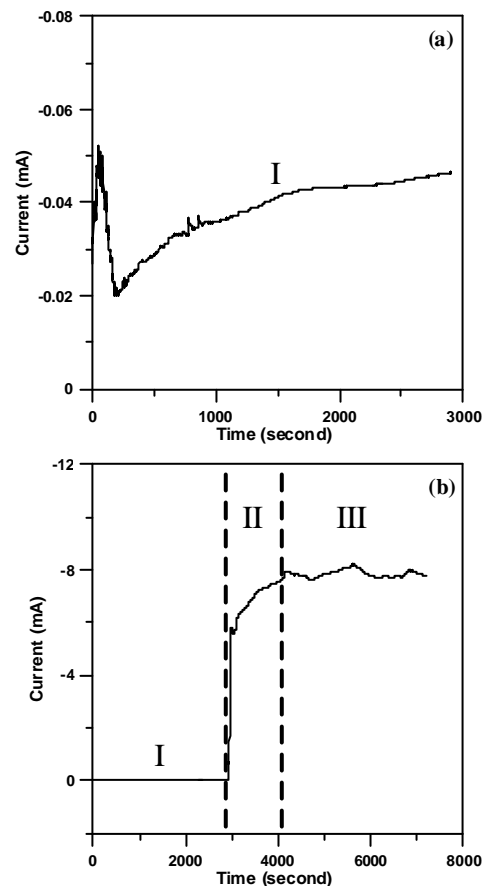 (a)
-0.08
-0.06
-0.04
-0.02
0
Current (mA)
I
0 1000 2000 3000
Time (second)
(b)
-12
-8
-4
0
Current (mA)
I
II
III
0 2000 4000 6000 8000
Time (second)